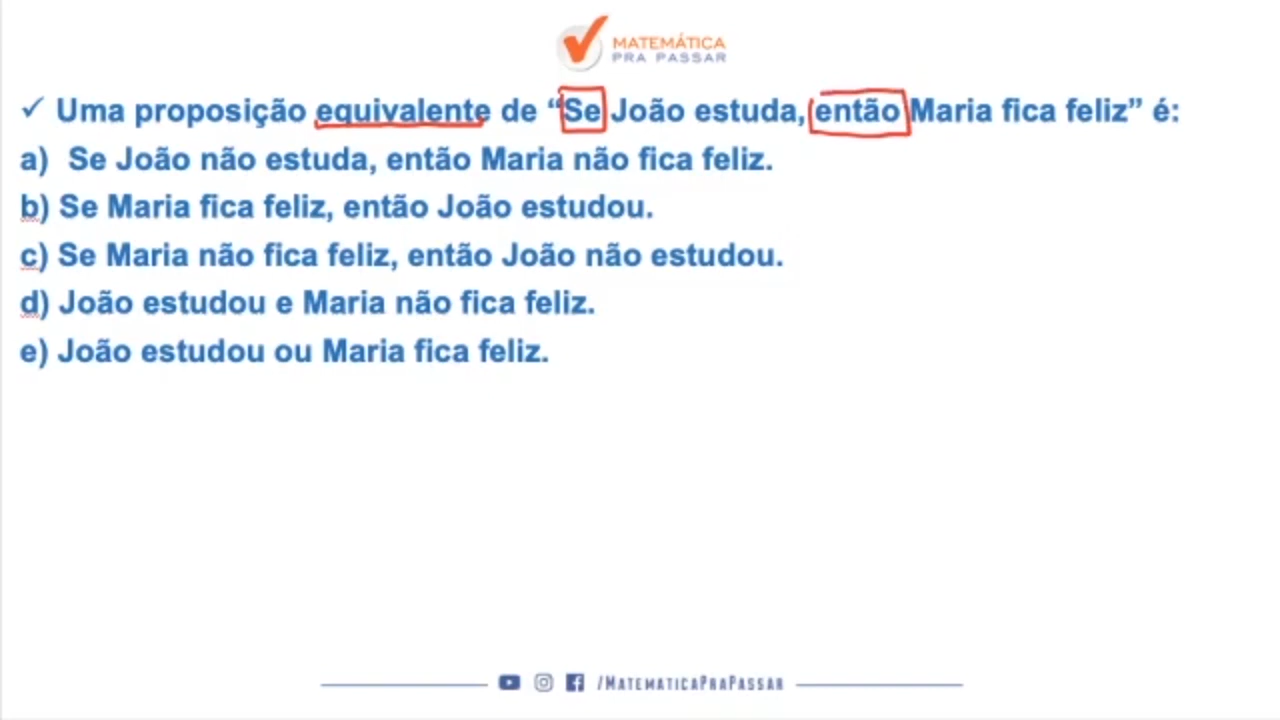 MATEMÁTICA
PRA PASSAR
✓ Uma proposição equivalente de “Se João estuda, então Maria fica feliz” é:
a) Se João não estuda, então Maria não fica feliz.
b) Se Maria fica feliz, então João estudou.
c) Se Maria não fica feliz, então João não estudou.
d) João estudou e Maria não fica feliz.
e) João estudou ou Maria fica feliz.
/MATEMATICAPRAPASSAR